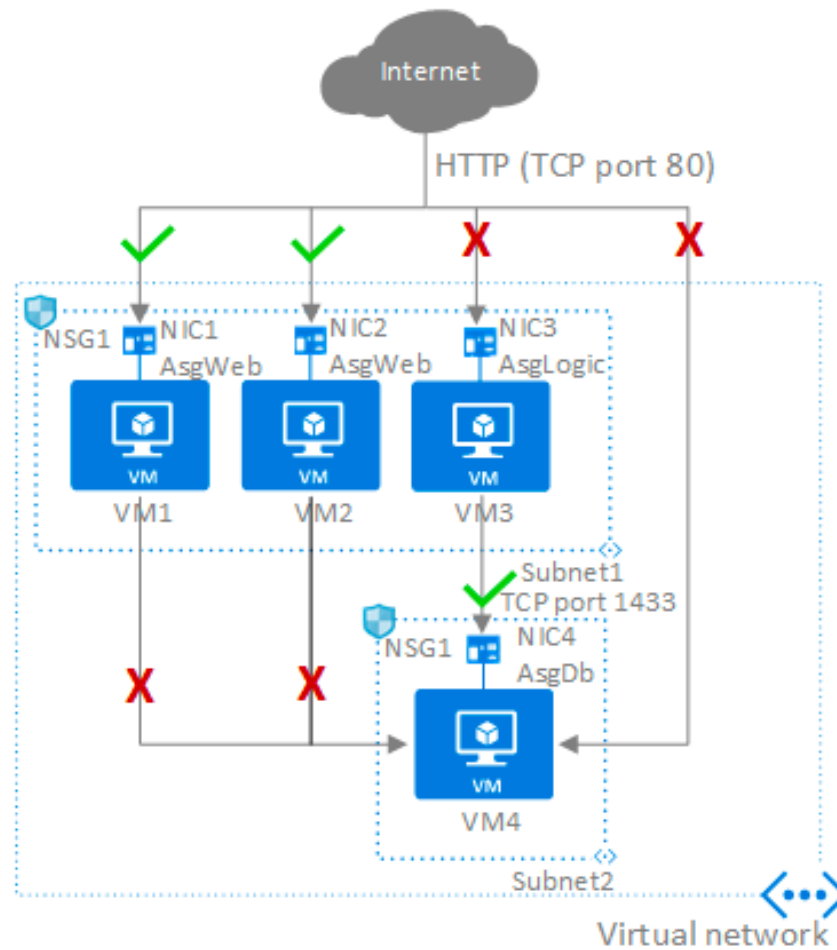 Internet
HTTP (TCP port 80)
X X
NSG1 NIC1 NIC2 NIC3
AsgWeb AsgWeb AsgLogic
VM VM VM
VM1 VM2 VM3
Subnet1
TCP port 1433
NSG1 NIC4
AsgDb
X X
VM
VM4
Subnet2
Virtual network